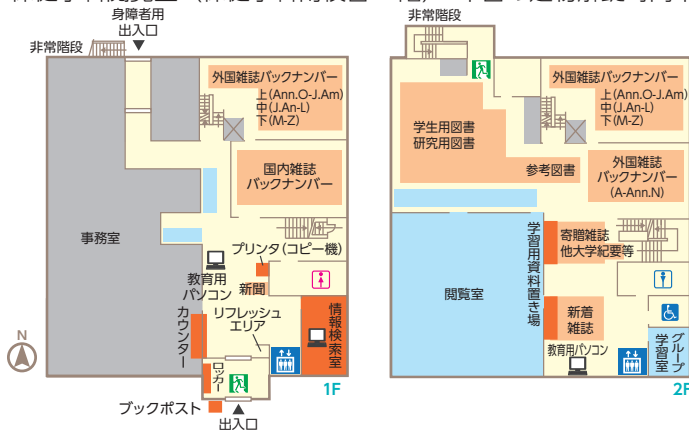 身障者用
出入口
非常階段
外国雑誌バックナンバー
上(Ann.O-J.Am)
中(J.An-L)
下(M-Z)
国内雑誌
バックナンバー
事務室
プリンタ(コピー機)
教育用
パソコン
新聞
カウンター
リフレッシュ
エリア
情報検索室
ロッカー
1F
ブックポスト
出入口
N
非常階段
外国雑誌バックナンバー
上(Ann.O-J.Am)
中(J.An-L)
下(M-Z)
学生用図書
研究用図書
参考図書
外国雑誌
バックナンバー
(A-Ann.N)
学習用資料置き場
寄贈雑誌
他大学紀要等
閲覧室
新着
雑誌
教育用パソコン
グループ
学習室
2F